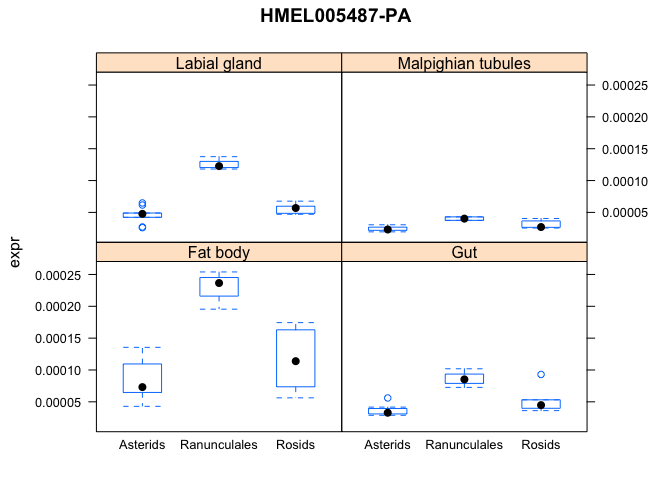 HMEL005487-PA
Labial gland
Malpighian tubules
0.00025
0.00020
0.00015
0.00010
0.00005
expr
Fat body
Gut
0.00025
0.00020
0.00015
0.00010
0.00005
Asterids Ranunculales Rosids
Asterids Ranunculales Rosids